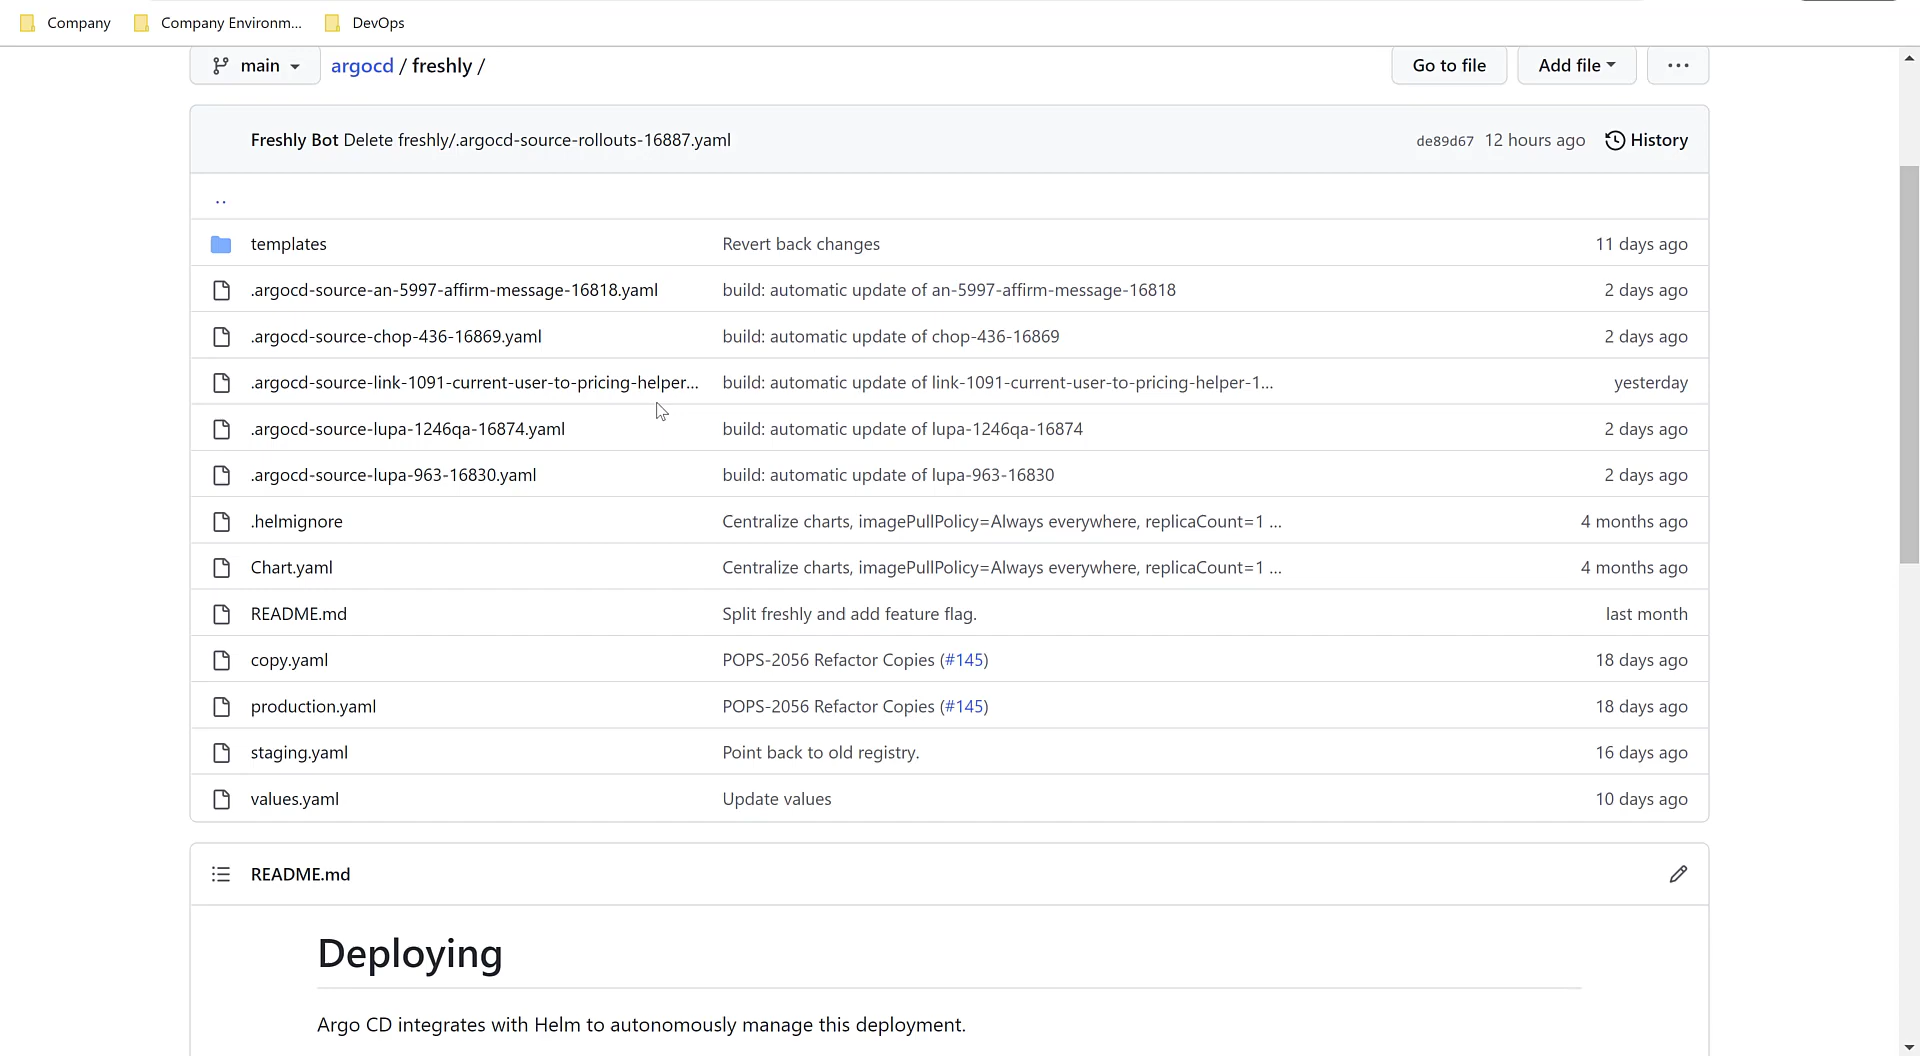 Company Company Environm... DevOps
main argocd / freshly / Go to file Add file ...
Freshly Bot Delete freshly/.argocd-source-rollouts-16887.yaml de89d67 12 hours ago History
..
templates Revert back changes 11 days ago
.argocd-source-an-5997-affirm-message-16818.yaml build: automatic update of an-5997-affirm-message-16818 2 days ago
.argocd-source-chop-436-16869.yaml build: automatic update of chop-436-16869 2 days ago
.argocd-source-link-1091-current-user-to-pricing-helper... build: automatic update of link-1091-current-user-to-pricing-helper-1... yesterday
.argocd-source-lupa-1246qa-16874.yaml build: automatic update of lupa-1246qa-16874 2 days ago
.argocd-source-lupa-963-16830.yaml build: automatic update of lupa-963-16830 2 days ago
.helmignore Centralize charts, imagePullPolicy=Always everywhere, replicaCount=1 ... 4 months ago
Chart.yaml Centralize charts, imagePullPolicy=Always everywhere, replicaCount=1 ... 4 months ago
README.md Split freshly and add feature flag. last month
copy.yaml POPS-2056 Refactor Copies (#145) 18 days ago
production.yaml POPS-2056 Refactor Copies (#145) 18 days ago
staging.yaml Point back to old registry. 16 days ago
values.yaml Update values 10 days ago
README.md
Deploying
Argo CD integrates with Helm to autonomously manage this deployment.